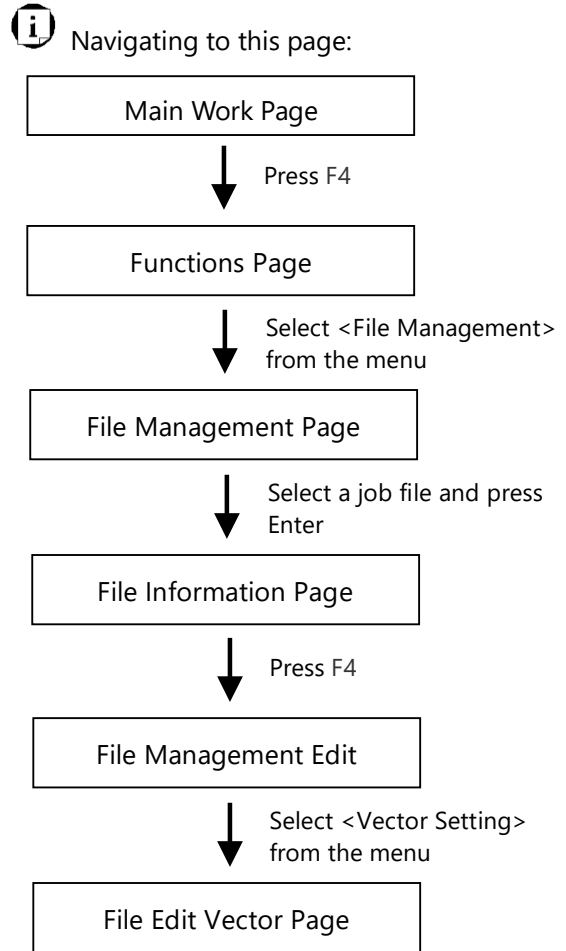 i
Navigating to this page:
Main Work Page
Press F4
Functions Page
Select <File Management>
from the menu
File Management Page
Select a job file and press
Enter
File Information Page
Press F4
File Management Edit
Select <Vector Setting>
from the menu
File Edit Vector Page